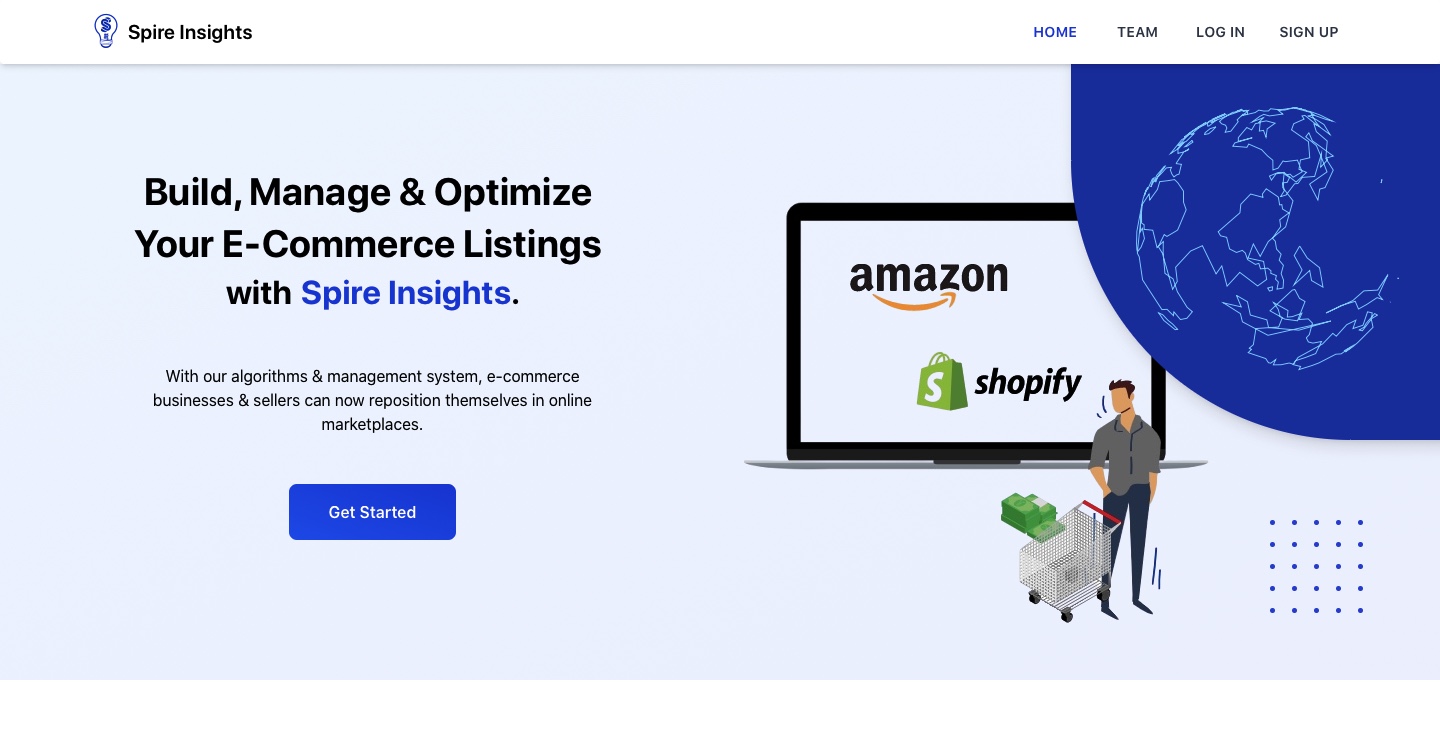 Spire Insights
HOME
TEAM
LOG IN
SIGN UP
Build, Manage & Optimize
Your E-Commerce Listings
with Spire Insights.
With our algorithms & management system, e-commerce
businesses & sellers can now reposition themselves in online
marketplaces.
Get Started
amazon
shopify